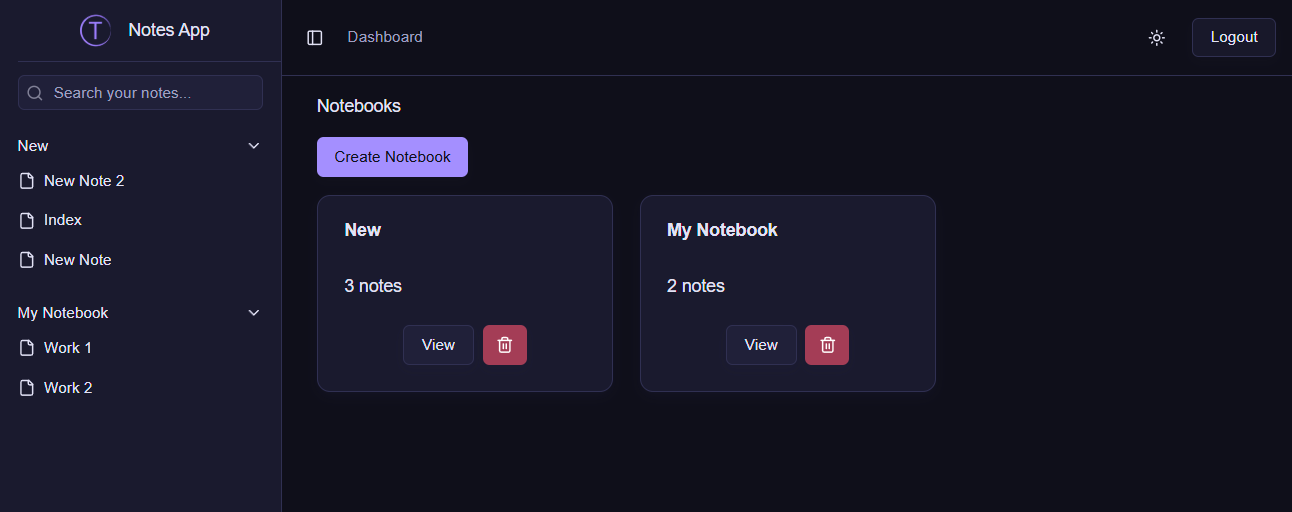 T Notes App
Search your notes...
New
New Note 2
Index
New Note
My Notebook
Work 1
Work 2
Dashboard
Logout
Notebooks
Create Notebook
New
3 notes
View
My Notebook
2 notes
View